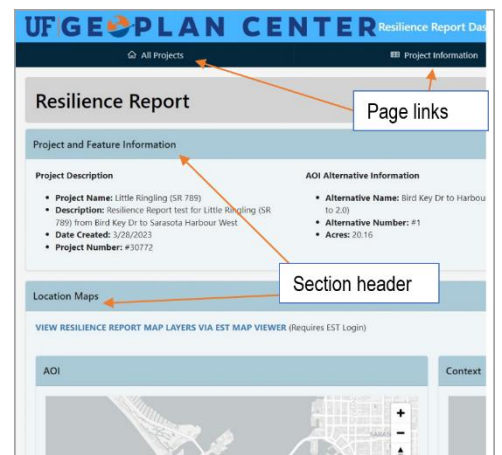 UF GEOPLAN CENTER Resilience Report Das
All Projects
Project Information
Page links
Resilience Report
Project and Feature Information
Project Description
• Project Name: Little Ringling (SR 789)
• Description: Resilience Report test for Little Ringling (SR
789) from Bird Key Dr to Sarasota Harbour West
• Date Created: 3/28/2023
• Project Number: #30772
AOI Alternative Information
• Alternative Name: Bird Key Dr to Harbou
to 2.0)
• Alternative Number: #1
• Acres: 20.16
Section header
Location Maps
VIEW RESILIENCE REPORT MAP LAYERS VIA EST MAP VIEWER (Requires EST Login)
AOI
Context
+
−